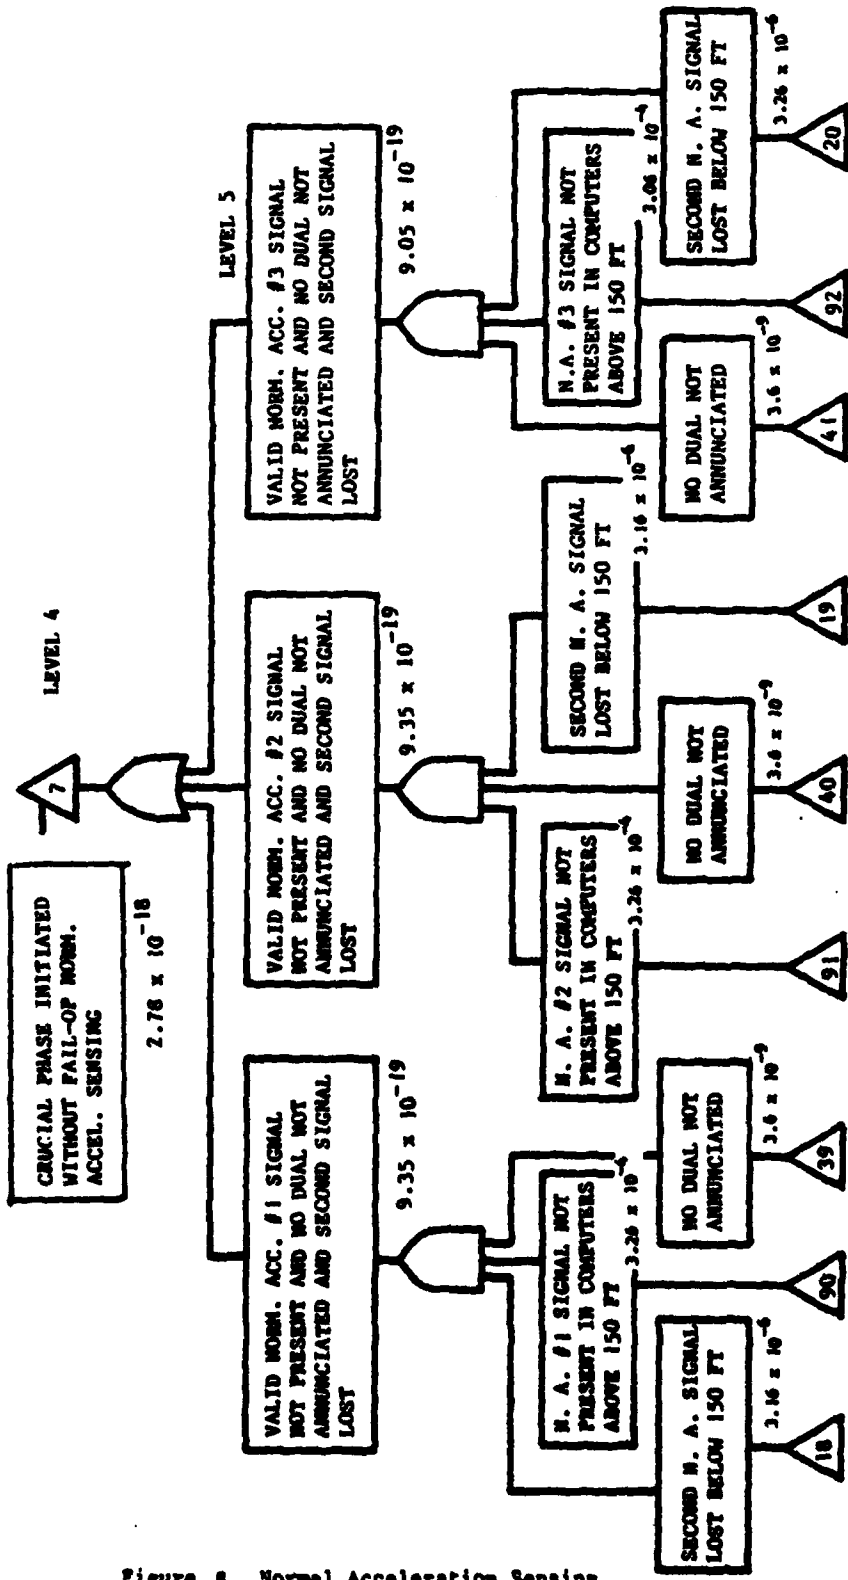 CRUCIAL PHASE INITIATED
WITHOUT FAIL-OP NORM.
ACCEL. SENSING
2.78 x 10⁻¹⁸
7
LEVEL 4
LEVEL 5
VALID NORM. ACC. #1 SIGNAL
NOT PRESENT AND NO DUAL NOT
ANNUNCIATED AND SECOND SIGNAL
LOST
9.35 x 10⁻¹⁹
VALID NORM. ACC. #2 SIGNAL
NOT PRESENT AND NO DUAL NOT
ANNUNCIATED AND SECOND SIGNAL
LOST
9.35 x 10⁻¹⁹
VALID NORM. ACC. #3 SIGNAL
NOT PRESENT AND NO DUAL NOT
ANNUNCIATED AND SECOND SIGNAL
LOST
9.05 x 10⁻¹⁹
SECOND N. A. SIGNAL
LOST BELOW 150 FT
3.16 x 10⁻⁶
18
N. A. #1 SIGNAL NOT
PRESENT IN COMPUTERS
ABOVE 150 FT
3.26 x 10⁻⁴
90
NO DUAL NOT
ANNUNCIATED
3.6 x 10⁻⁹
39
N. A. #2 SIGNAL NOT
PRESENT IN COMPUTERS
ABOVE 150 FT
3.26 x 10⁻⁴
91
NO DUAL NOT
ANNUNCIATED
3.6 x 10⁻⁹
40
SECOND N. A. SIGNAL
LOST BELOW 150 FT
3.16 x 10⁻⁶
19
NO DUAL NOT
ANNUNCIATED
3.6 x 10⁻⁹
41
N.A. #3 SIGNAL NOT
PRESENT IN COMPUTERS
ABOVE 150 FT
3.06 x 10⁻⁴
92
SECOND N. A. SIGNAL
LOST BELOW 150 FT
3.26 x 10⁻⁶
20
Figure 8 Normal Acceleration Sensing